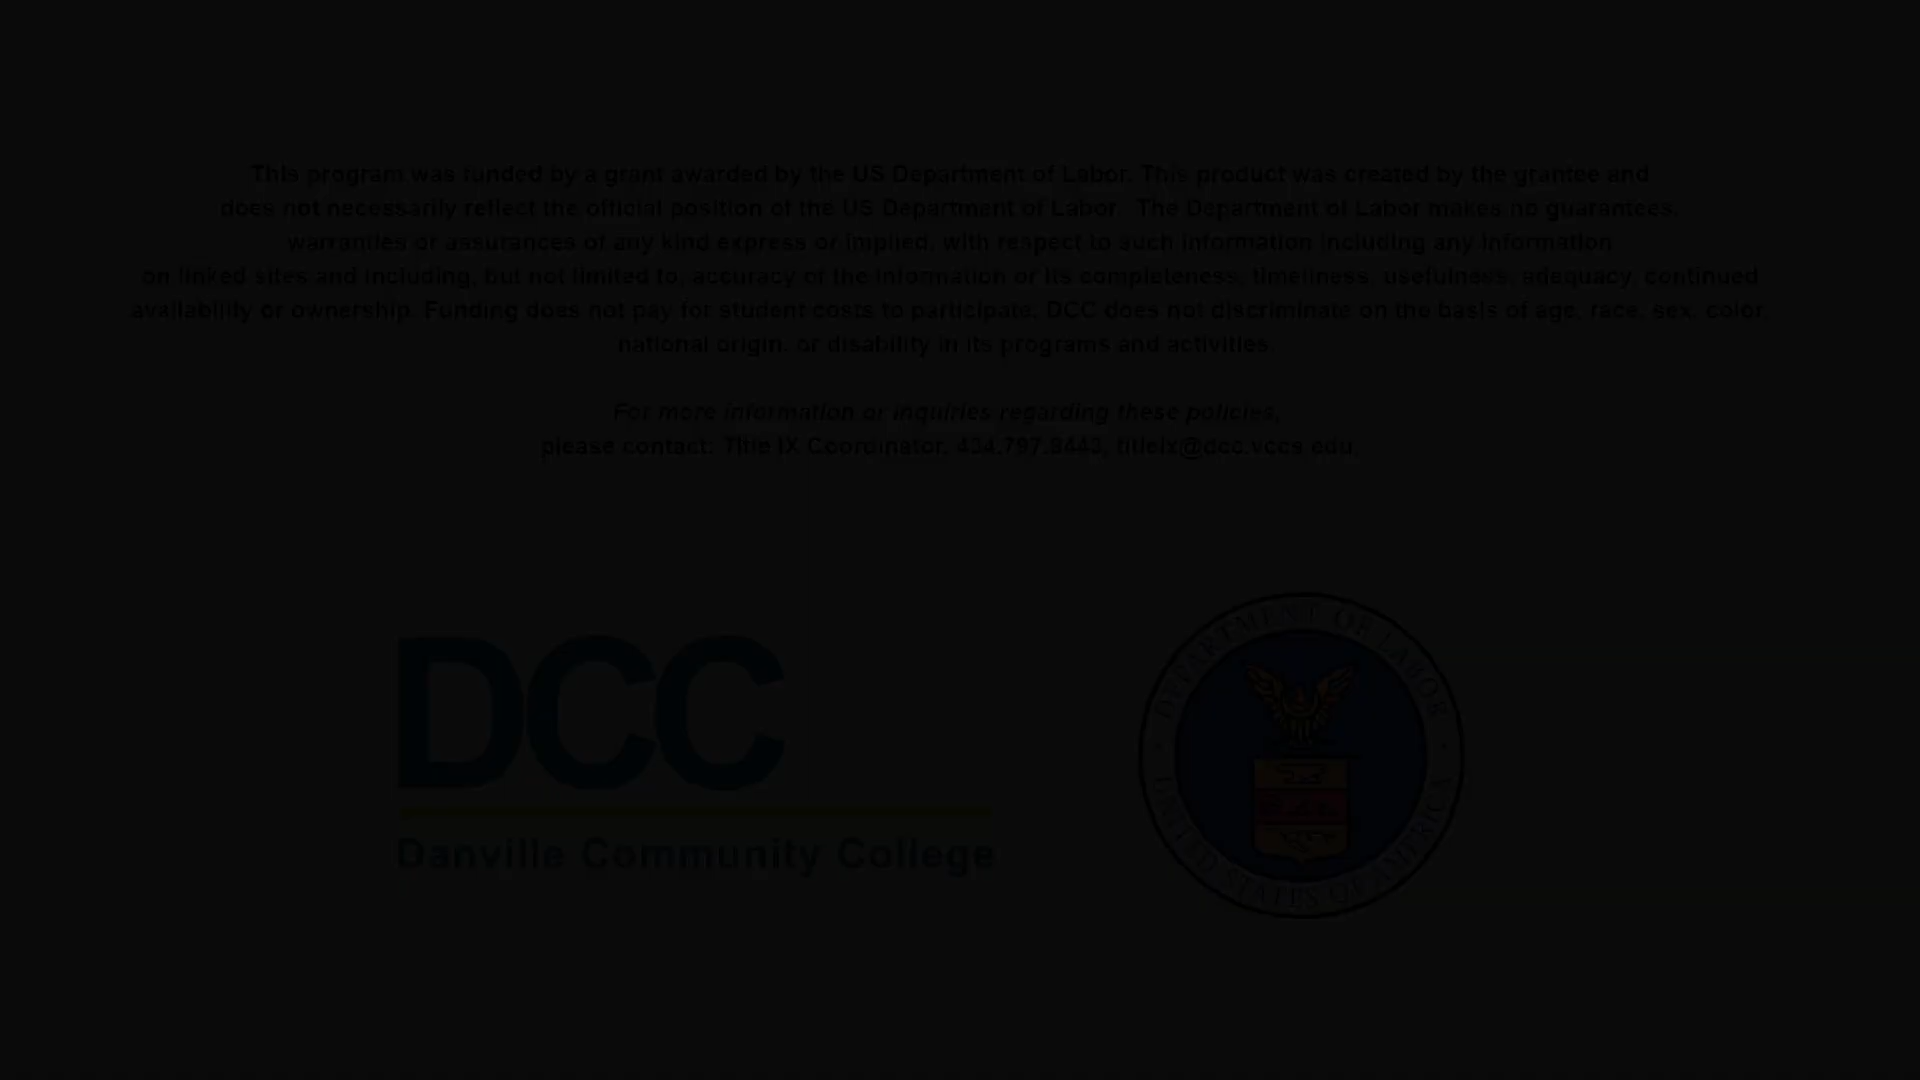 This program was funded by a grant awarded by the US Department of Labor. This product was created by the grantee and
does not necessarily reflect the official position of the US Department of Labor. The Department of Labor makes no guarantees,
warranties or assurances of any kind express or implied, with respect to such information including any information
on linked sites and including, but not limited to, accuracy of the information or its completeness, timeliness, usefulness, adequacy, continued
availability or ownership. Funding does not pay for student costs to participate. DCC does not discriminate on the basis of age, race, sex, color,
national origin, or disability in its programs and activities.
For more information or inquiries regarding these policies,
please contact: Title IX Coordinator, 434.797.8443, titleix@dcc.vccs.edu.
DCC
Danville Community College
DEPARTMENT OF LABOR
UNITED STATES OF AMERICA